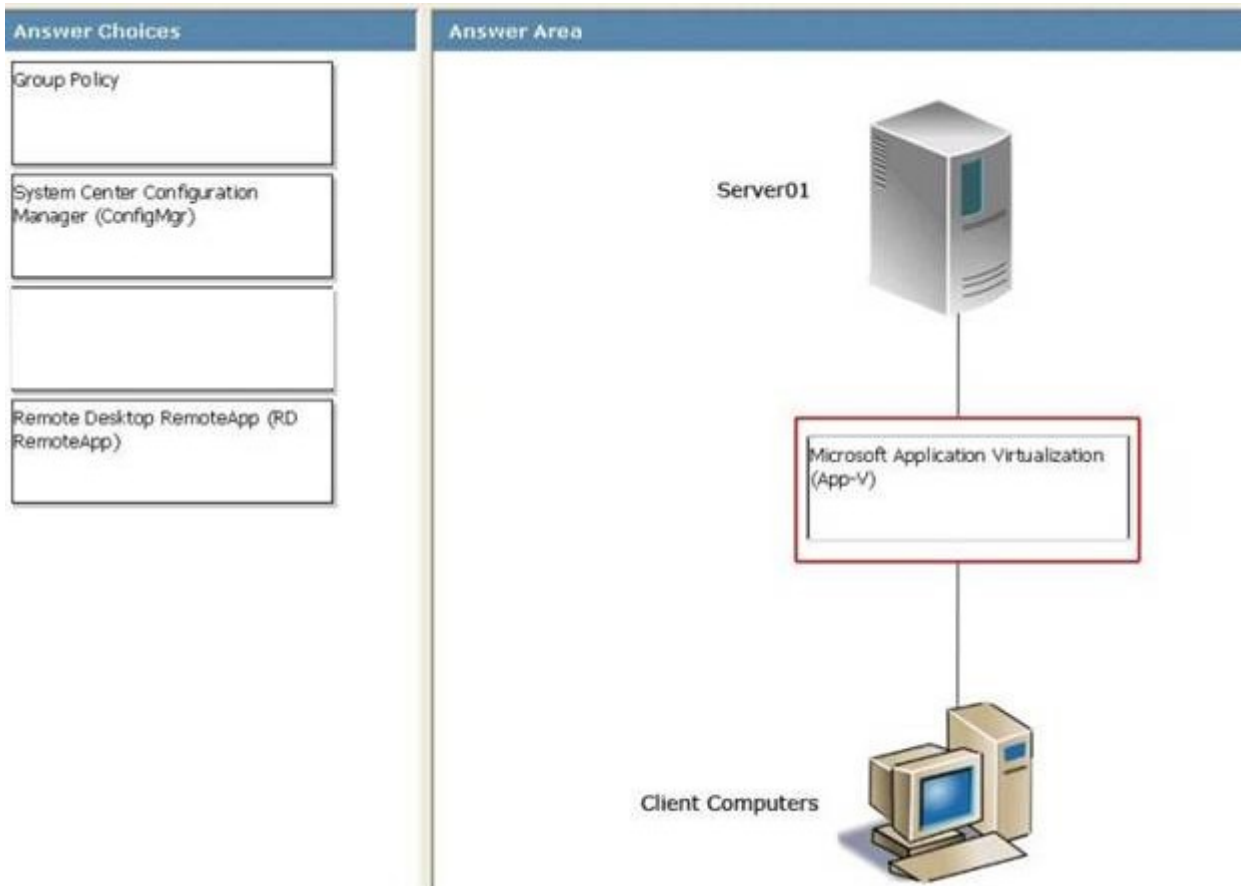 Answer Choices
Answer Area
Group Policy
System Center Configuration
Manager (ConfigMgr)
Remote Desktop RemoteApp (RD
RemoteApp)
Server01
Microsoft Application Virtualization
(App-V)
Client Computers